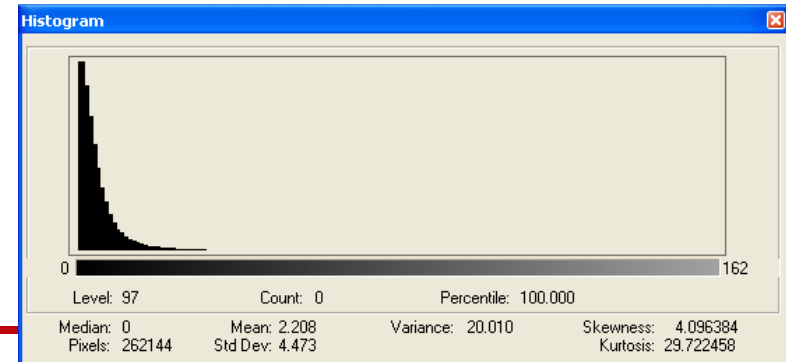 Histogram
0 162
Level: 97 Count: 0 Percentile: 100.000
Median: 0 Mean: 2.208 Variance: 20.010 Skewness: 4.096384
Pixels: 262144 Std Dev: 4.473 Kurtosis: 29.722458